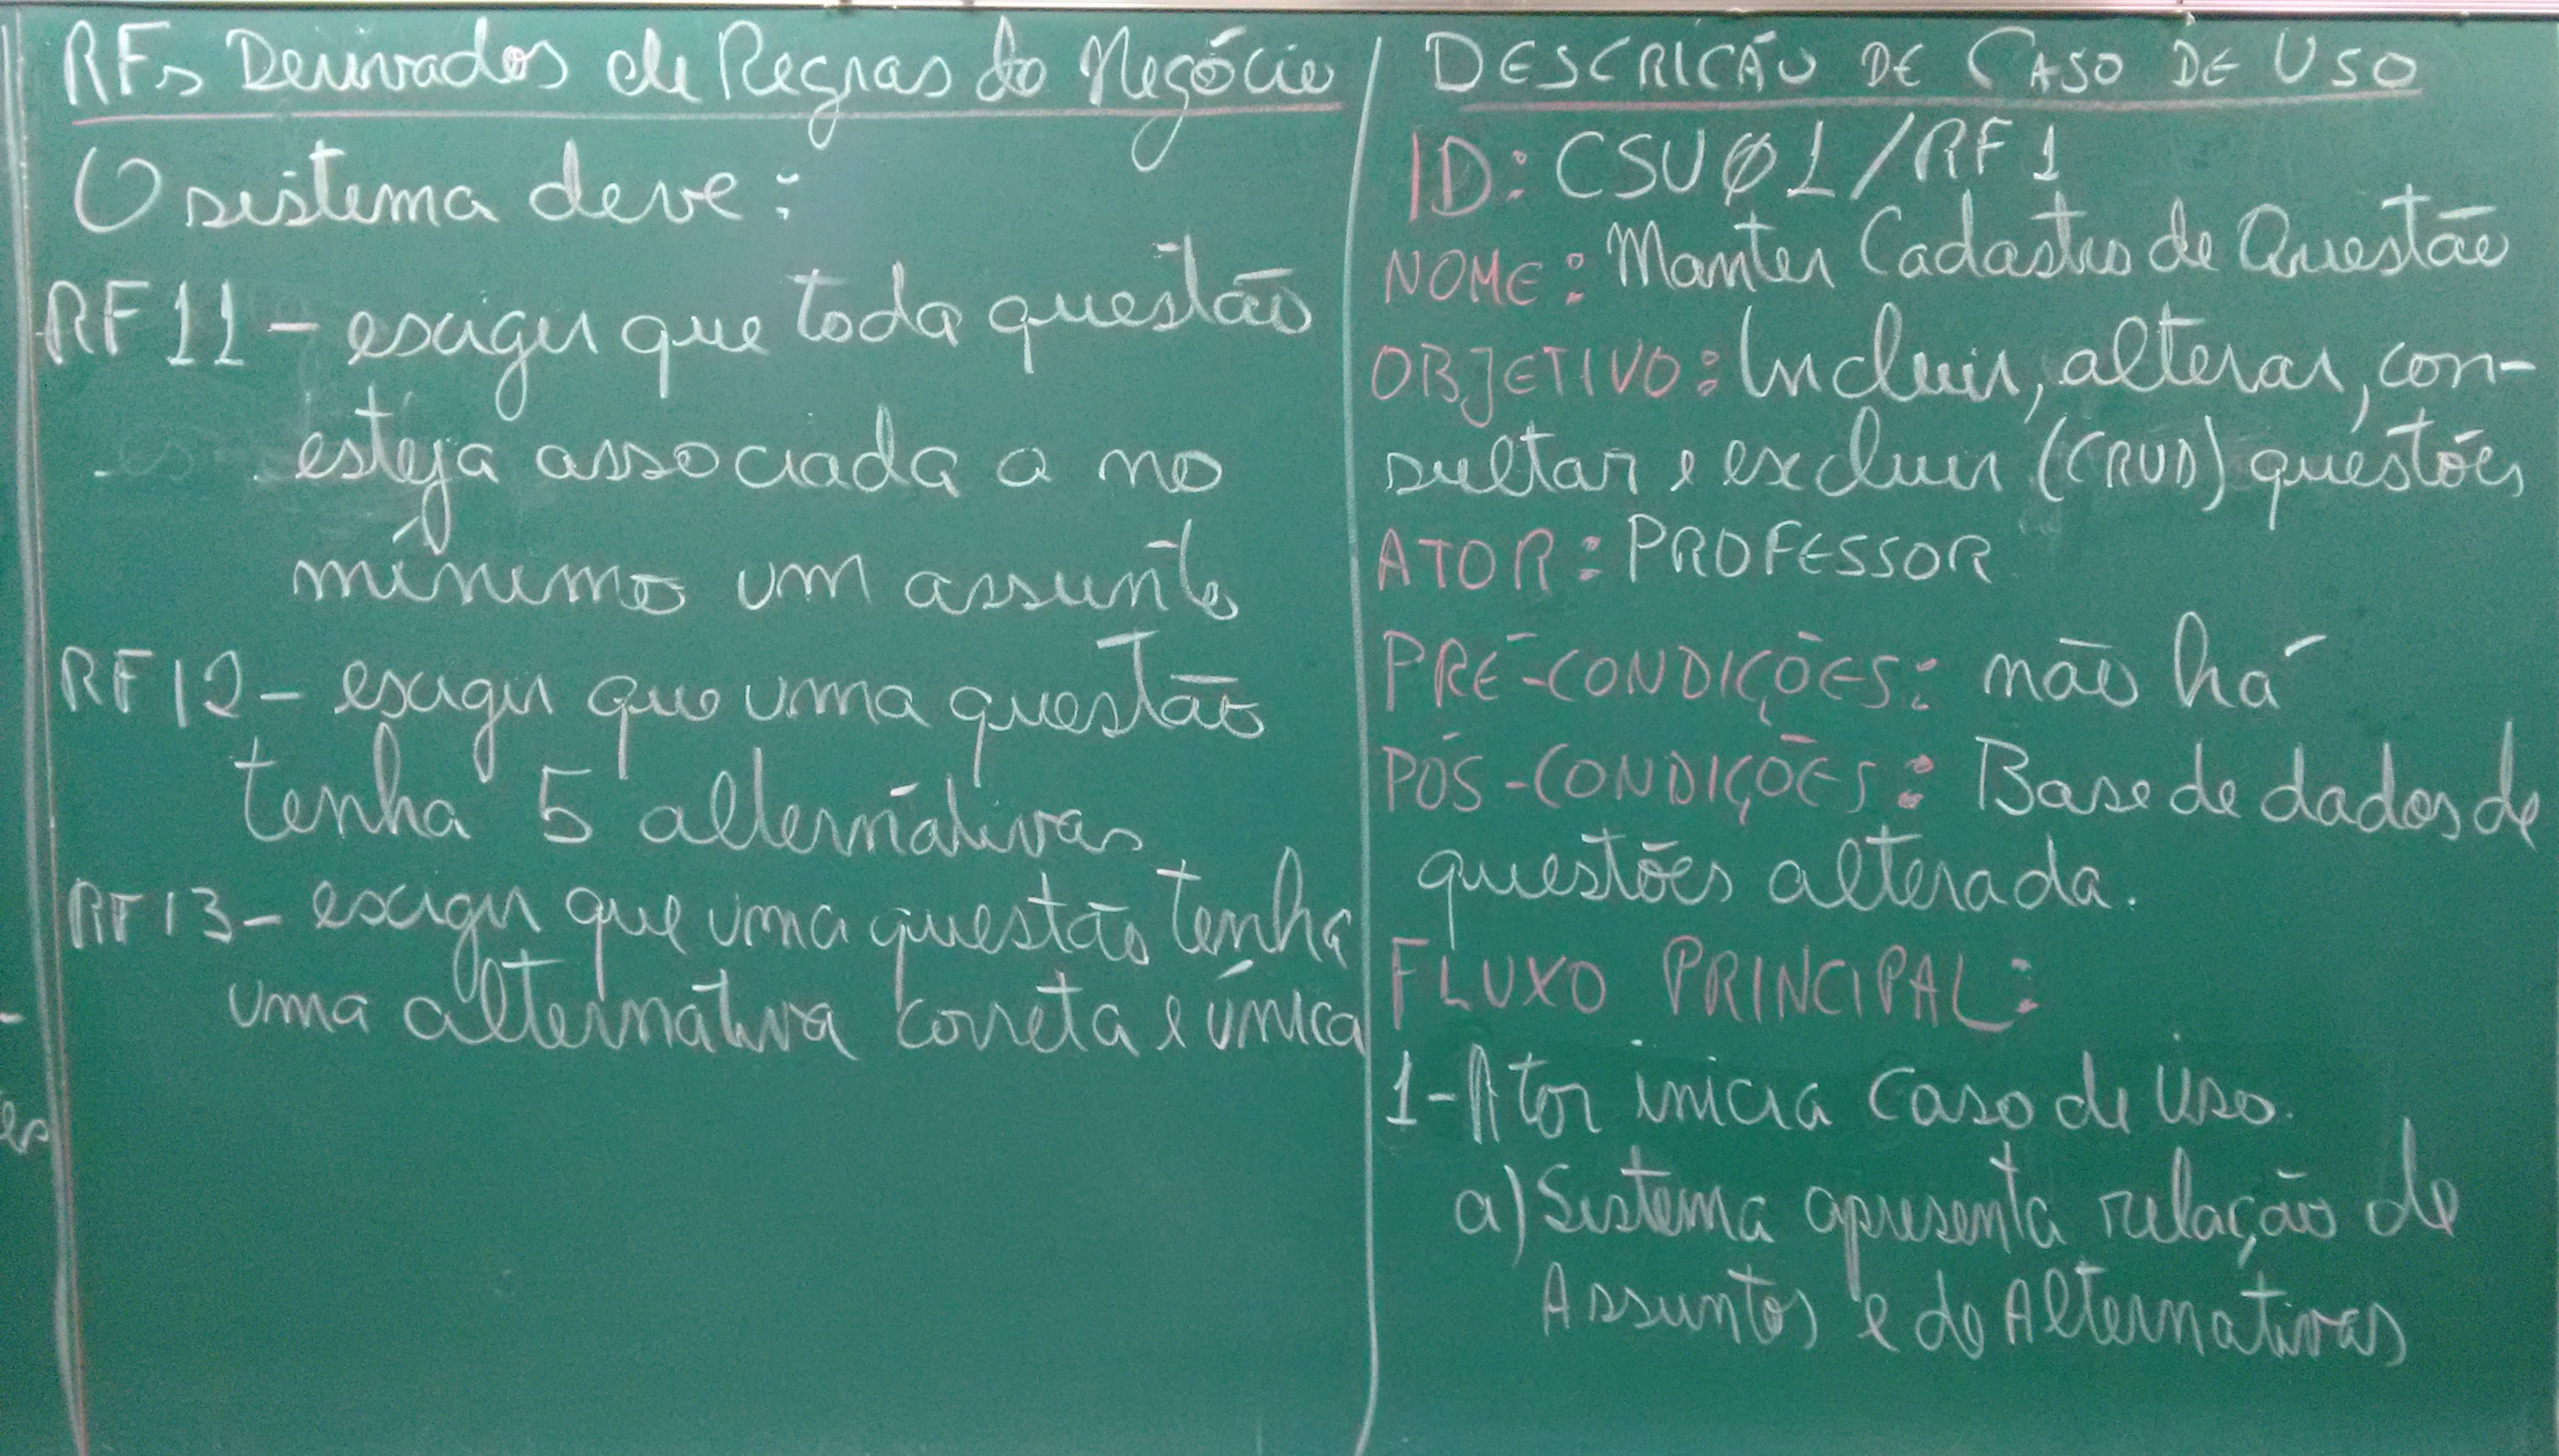 RFs Derivados de Regras do Negócio
O sistema deve:
RF11 - exigir que toda questão
esteja associada a no
mínimo um assunto
RF12 - exigir que uma questão
tenha 5 alternativas
RF13 - exigir que uma questão tenha
uma alternativa correta e única
DESCRICÃO DE CASO DE USO
ID: CSU01/RF1
NOME: Manter Cadastro de Questão
OBJETIVO: Incluir, alterar, con-
sultar e excluir (CRUD) questões
ATOR: PROFESSOR
PRÉ-CONDIÇÕES: não há
PÓS-CONDIÇÕES: Base de dados de
questões alterada.
FLUXO PRINCIPAL:
1- Ator inicia Caso de Uso.
a) Sistema apresenta relação de
Assuntos e de Alternativas